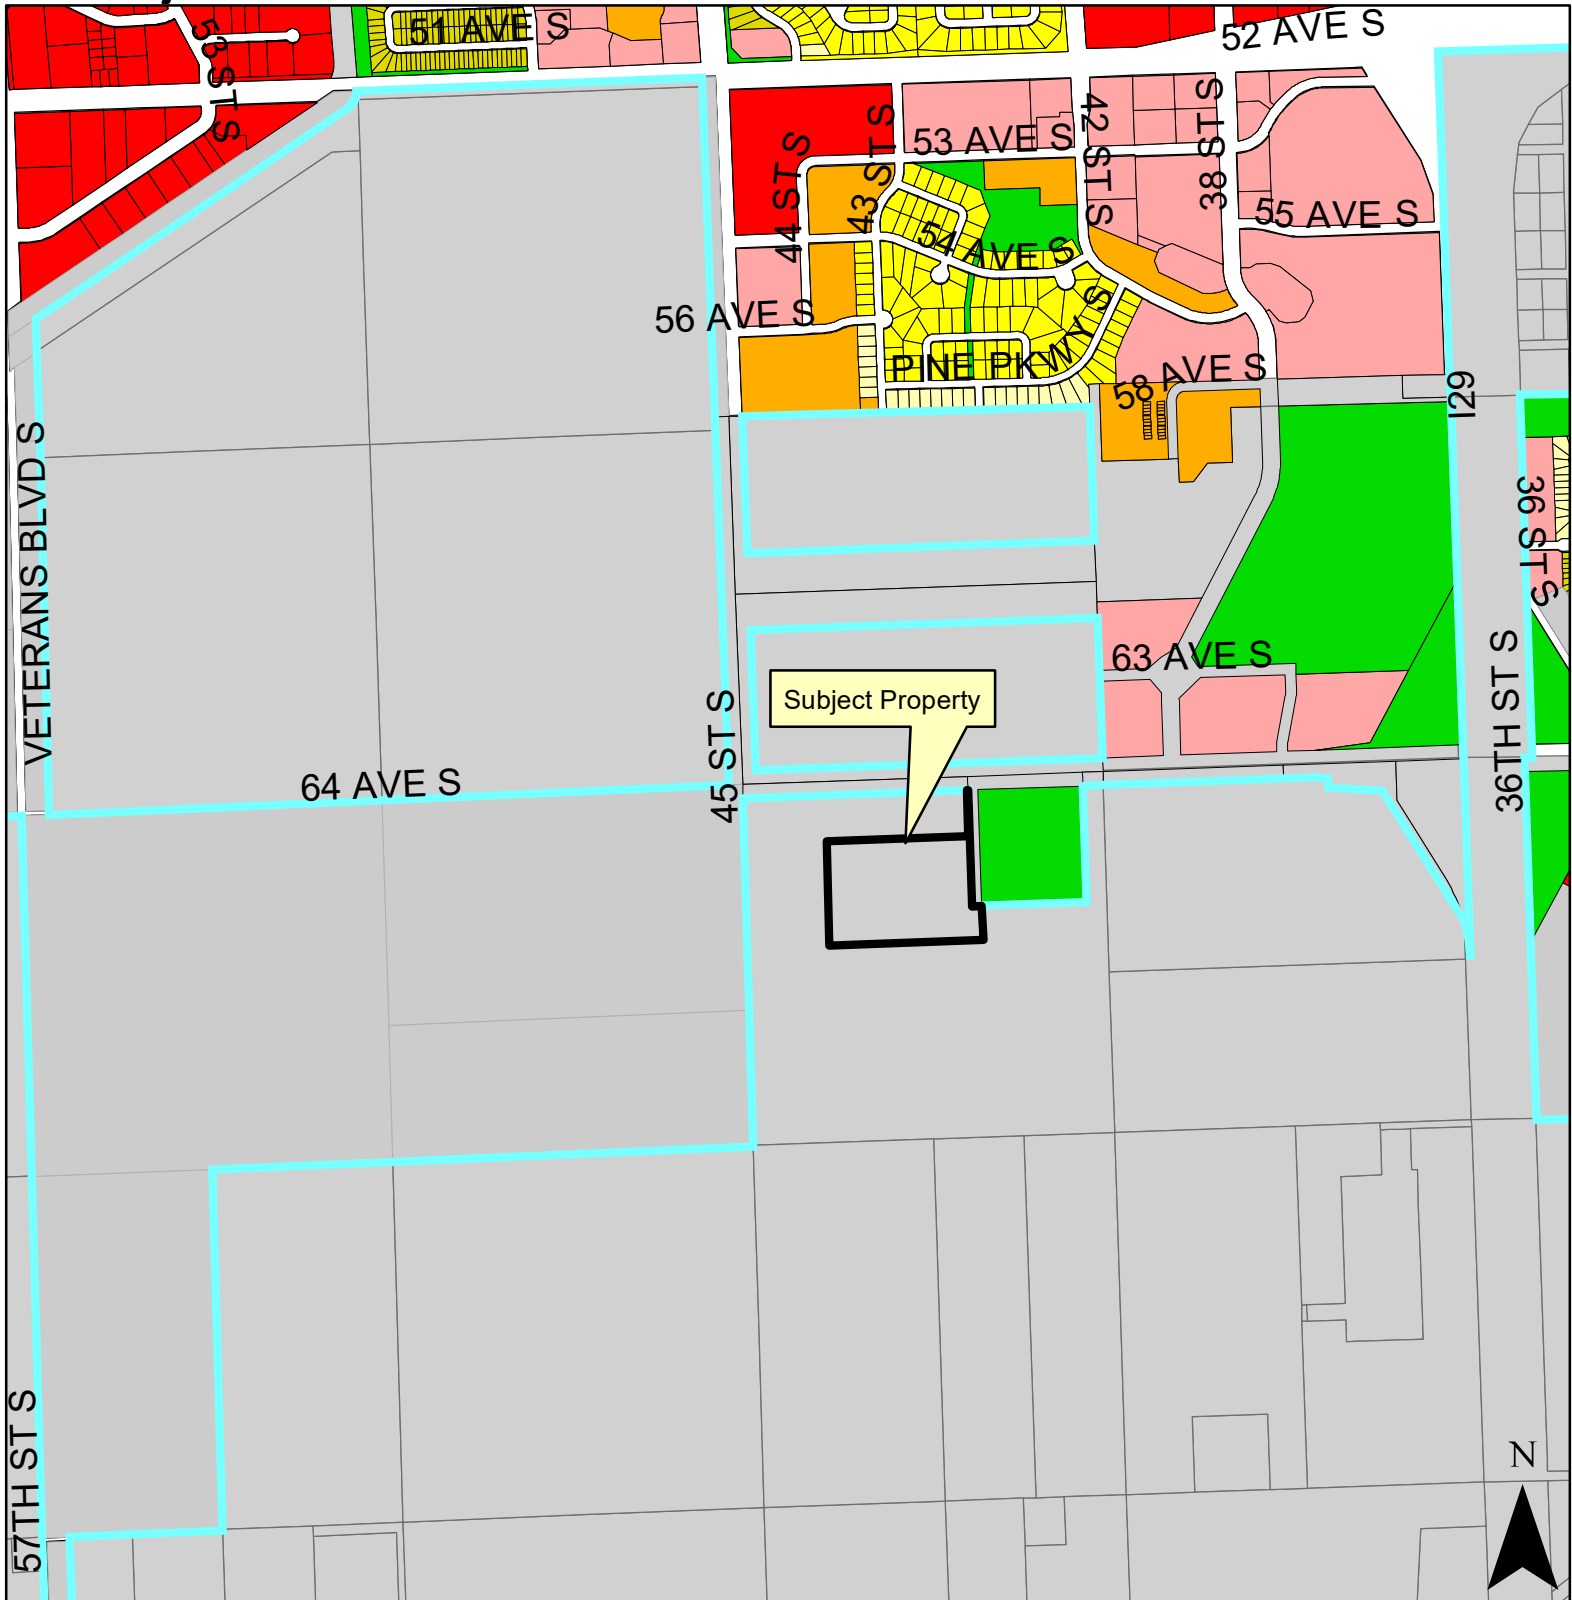 51 AVE S
52 AVE S
53 ST S
42 ST S
38 ST S
53 AVE S
43 ST S
44 ST S
55 AVE S
54 AVE S
56 AVE S
PINE PKWY S
58 AVE S
I29
VETERANS BLVD S
36 ST S
63 AVE S
36TH ST S
Subject Property
45 ST S
64 AVE S
57TH ST S
N